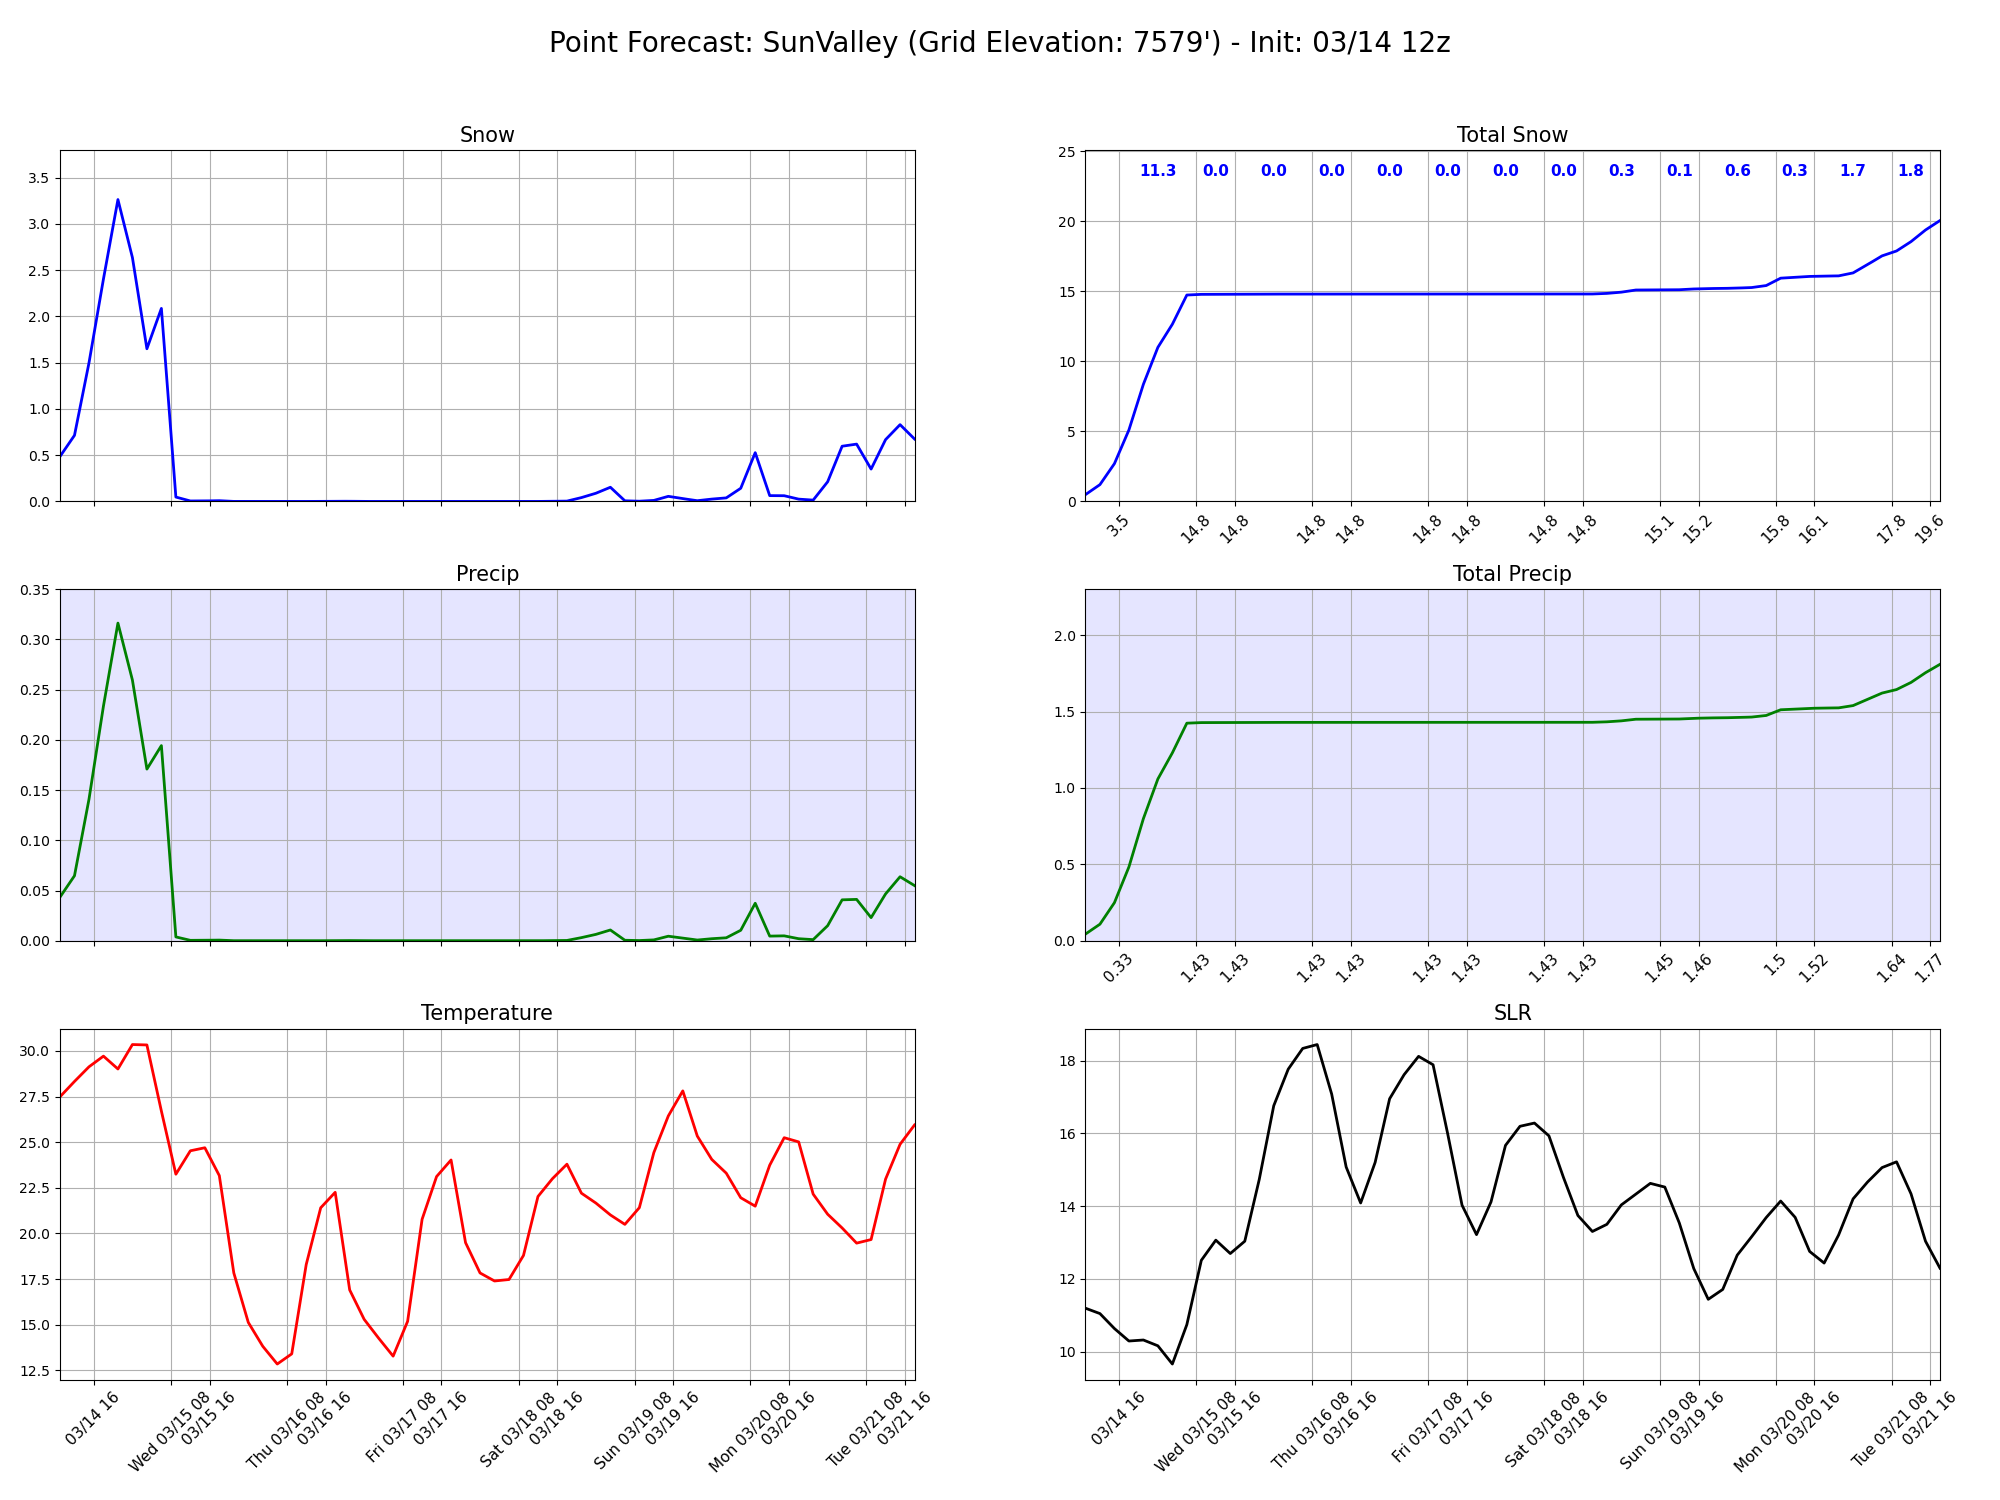 Point Forecast: SunValley (Grid Elevation: 7579') - Init: 03/14 12z
Snow
3.5
3.0
2.5
2.0
1.5
1.0
0.5
0.0
Total Snow
25
20
15
10
5
0
11.3 0.0 0.0 0.0 0.0 0.0 0.0 0.0 0.3 0.1 0.6 0.3 1.7 1.8
3.5 14.8 14.8 14.8 14.8 14.8 14.8 14.8 14.8 15.1 15.2 15.8 16.1 17.8 19.6
Precip
0.35
0.30
0.25
0.20
0.15
0.10
0.05
0.00
Total Precip
2.0
1.5
1.0
0.5
0.0
0.33 1.43 1.43 1.43 1.43 1.43 1.43 1.43 1.43 1.45 1.46 1.5 1.52 1.64 1.77
Temperature
30.0
27.5
25.0
22.5
20.0
17.5
15.0
12.5
03/14 16
Wed 03/15 08
03/15 16
Thu 03/16 08
03/16 16
Fri 03/17 08
03/17 16
Sat 03/18 08
03/18 16
Sun 03/19 08
03/19 16
Mon 03/20 08
03/20 16
Tue 03/21 08
03/21 16
SLR
18
16
14
12
10
03/14 16
Wed 03/15 08
03/15 16
Thu 03/16 08
03/16 16
Fri 03/17 08
03/17 16
Sat 03/18 08
03/18 16
Sun 03/19 08
03/19 16
Mon 03/20 08
03/20 16
Tue 03/21 08
03/21 16